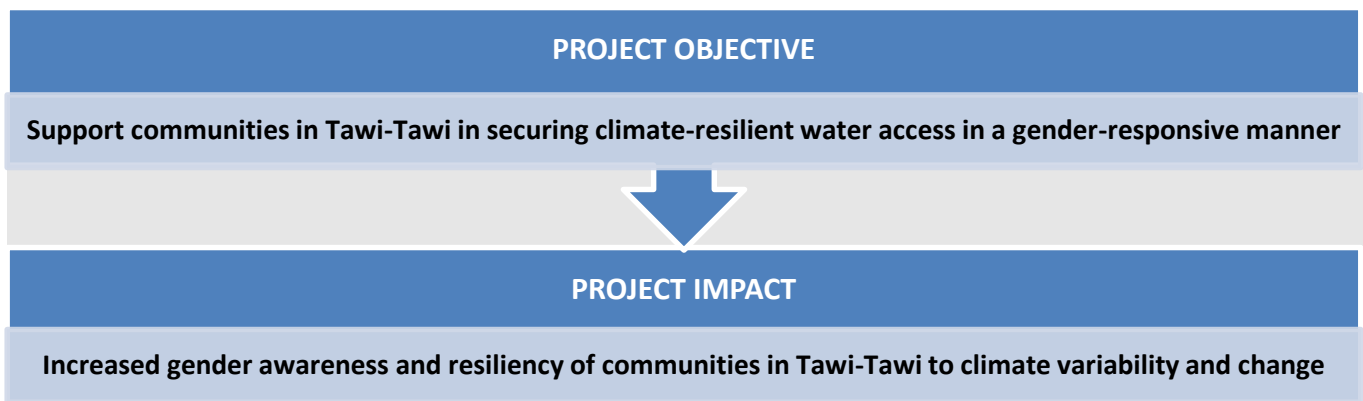 PROJECT OBJECTIVE
Support communities in Tawi-Tawi in securing climate-resilient water access in a gender-responsive manner
PROJECT IMPACT
Increased gender awareness and resiliency of communities in Tawi-Tawi to climate variability and change